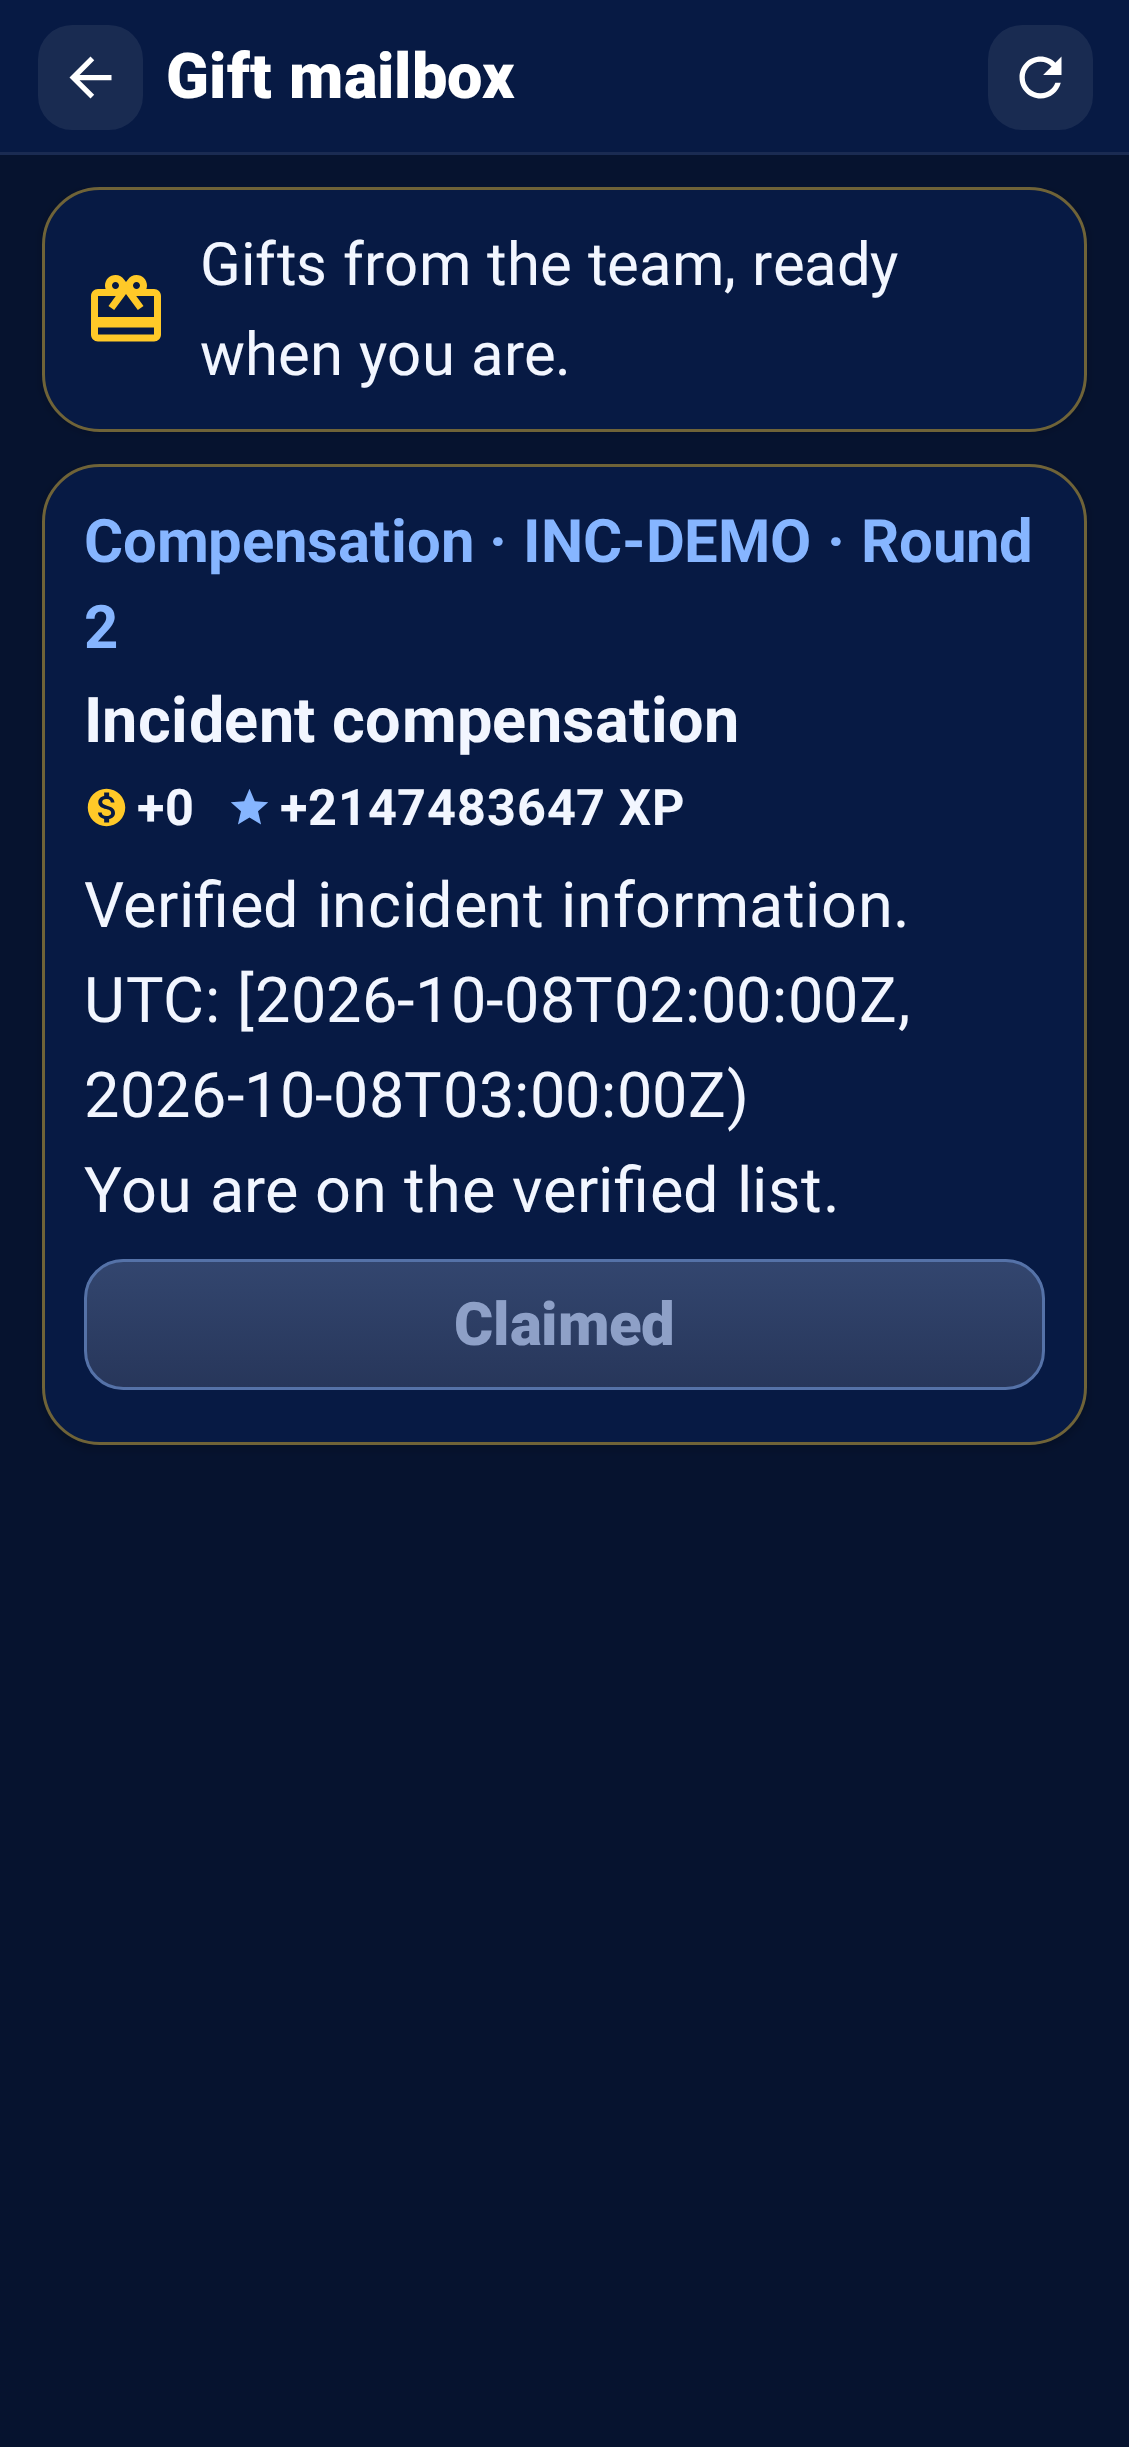 Gift mailbox
Gifts from the team, ready
when you are.
Compensation · INC-DEMO · Round
2
Incident compensation
+0 +2147483647 XP
Verified incident information.
UTC: [2026-10-08T02:00:00Z,
2026-10-08T03:00:00Z)
You are on the verified list.
Claimed